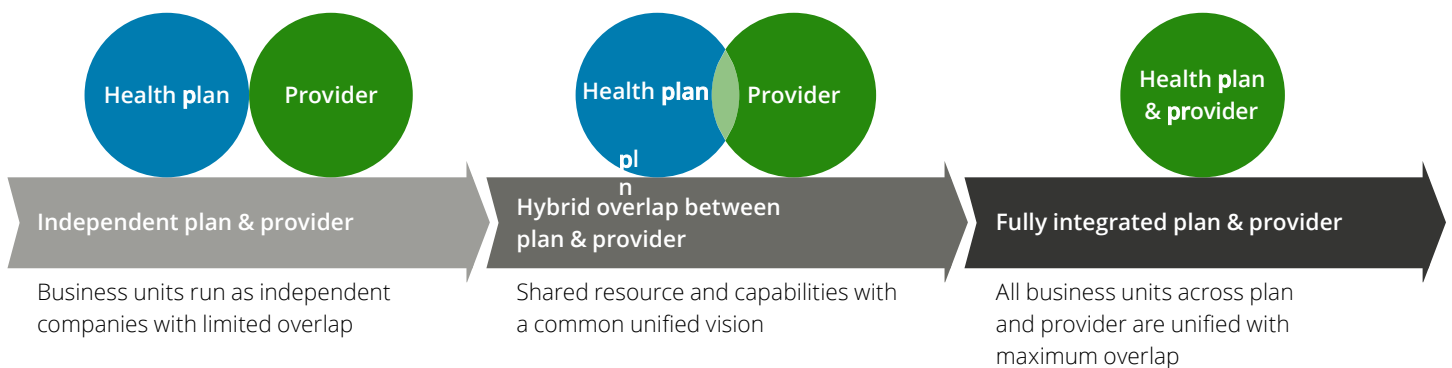 Health plan
Provider
Health plan
Provider
pl
n
Health plan
& provider
Independent plan & provider
Hybrid overlap between
plan & provider
Fully integrated plan & provider
Business units run as independent
companies with limited overlap
Shared resource and capabilities with
a common unified vision
All business units across plan
and provider are unified with
maximum overlap